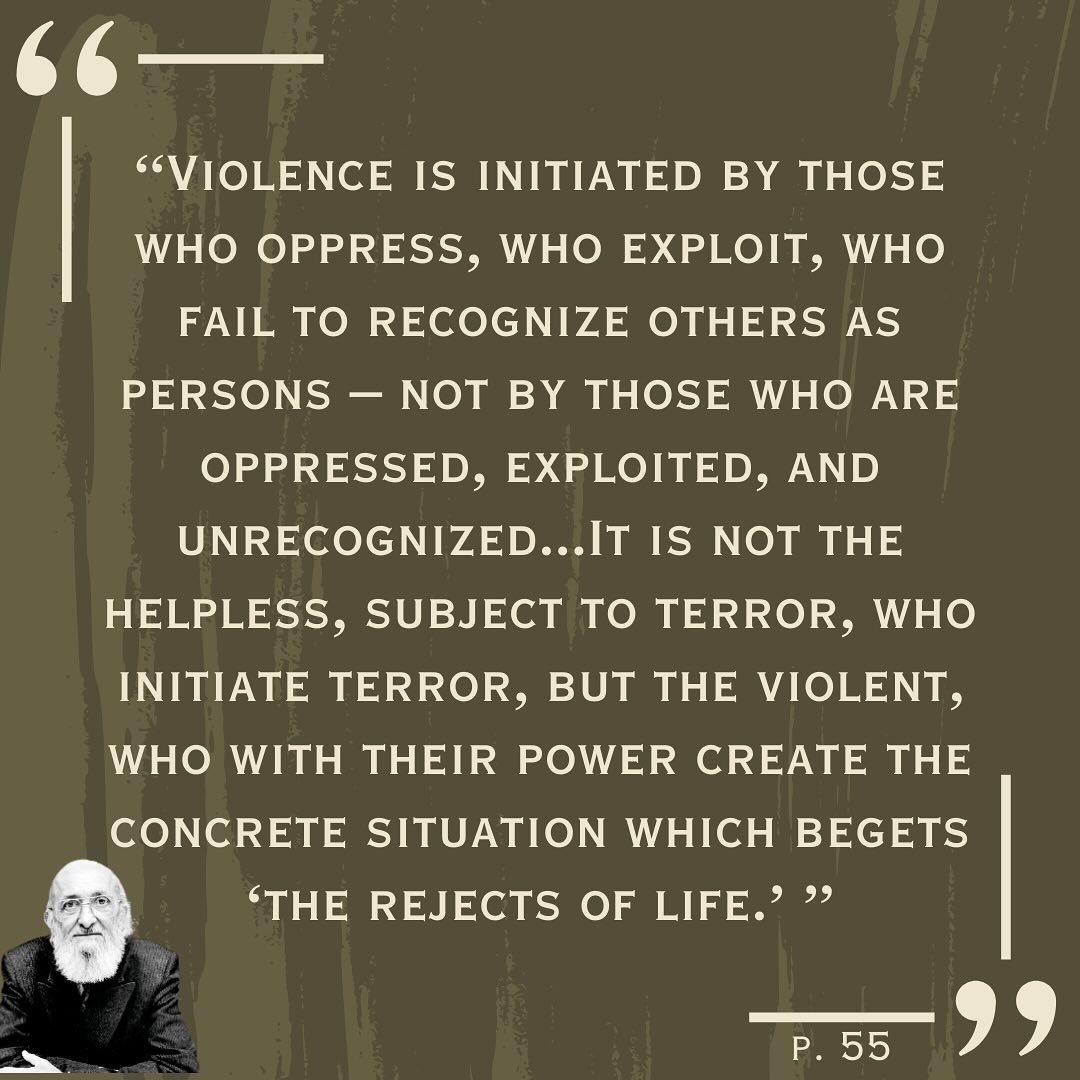 “Violence is initiated by those
who oppress, who exploit, who
fail to recognize others as
persons — not by those who are
oppressed, exploited, and
unrecognized...It is not the
helpless, subject to terror, who
initiate terror, but the violent,
who with their power create the
concrete situation which begets
‘the rejects of life.’ ”
p. 55